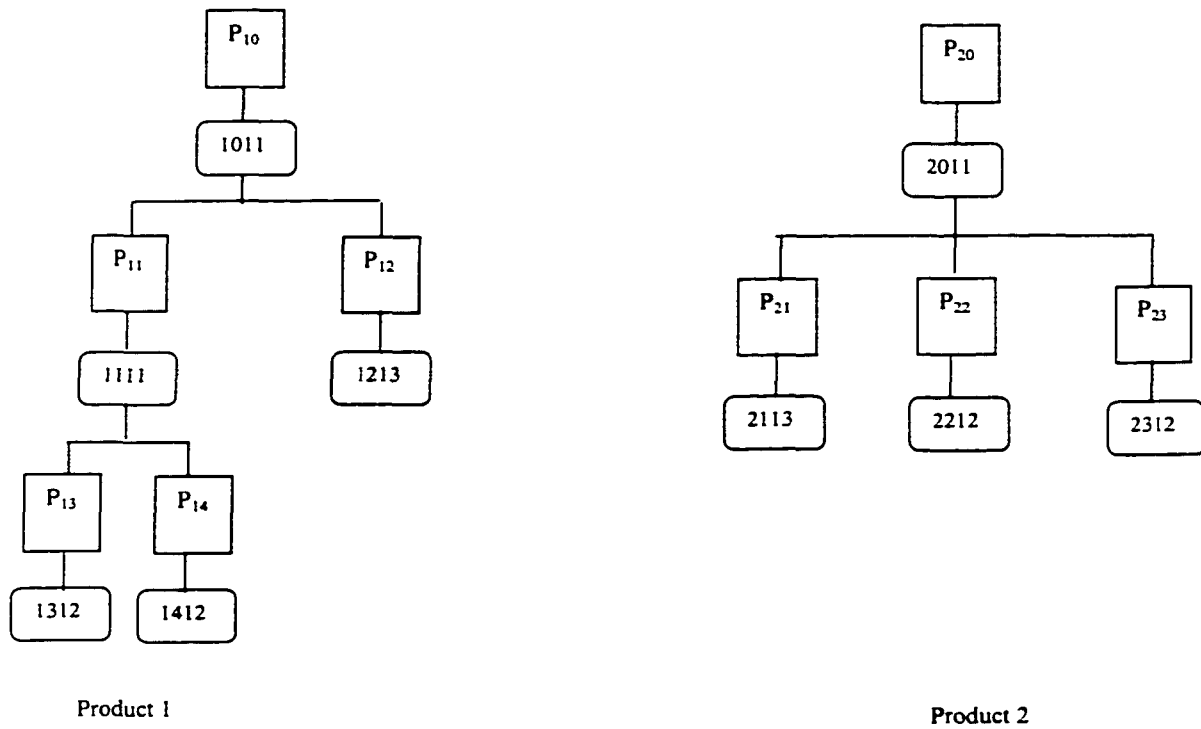 P₁₀
1011
P₁₁
P₁₂
1111
1213
P₁₃
P₁₄
1312
1412
Product 1
P₂₀
2011
P₂₁
P₂₂
P₂₃
2113
2212
2312
Product 2